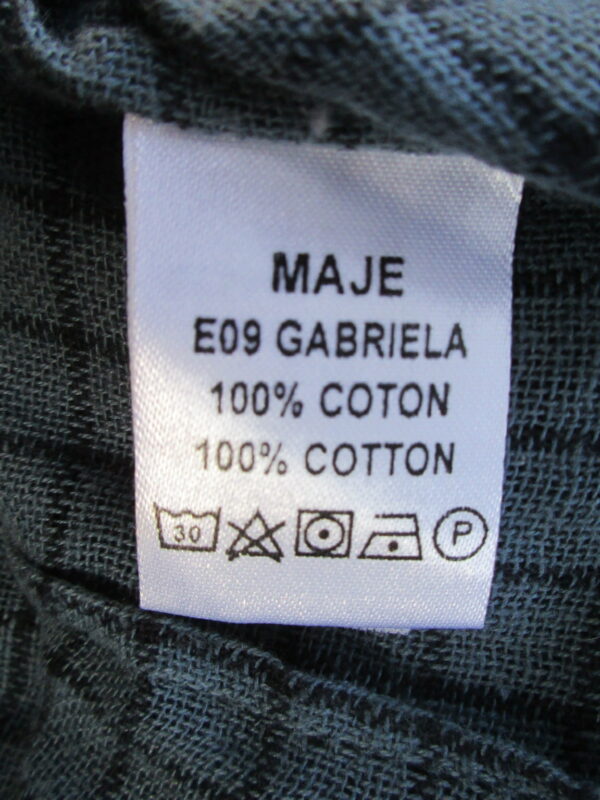 MAJE
E09 GABRIELA
100% COTON
100% COTTON
30 P